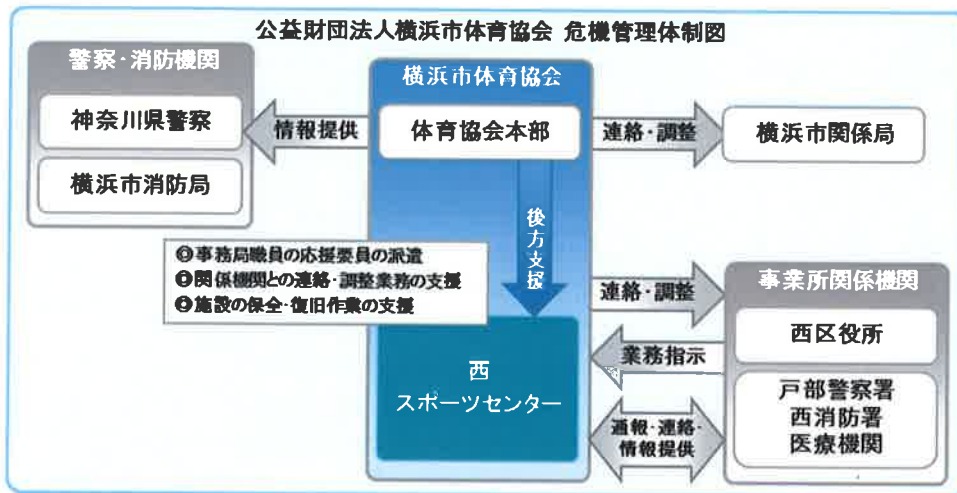 公益財団法人横浜市体育協会 危機管理体制図
警察・消防機関
神奈川県警察
横浜市消防局
情報提供
横浜市体育協会
体育協会本部
連絡・調整
横浜市関係局
後方支援
事務局職員の応援要員の派遣
関係機関との連絡・調整業務の支援
施設の保全・復旧作業の支援
西
スポーツセンター
連絡・調整
業務指示
通報・連絡・
情報提供
事業所関係機関
西区役所
戸部警察署
西消防署
医療機関